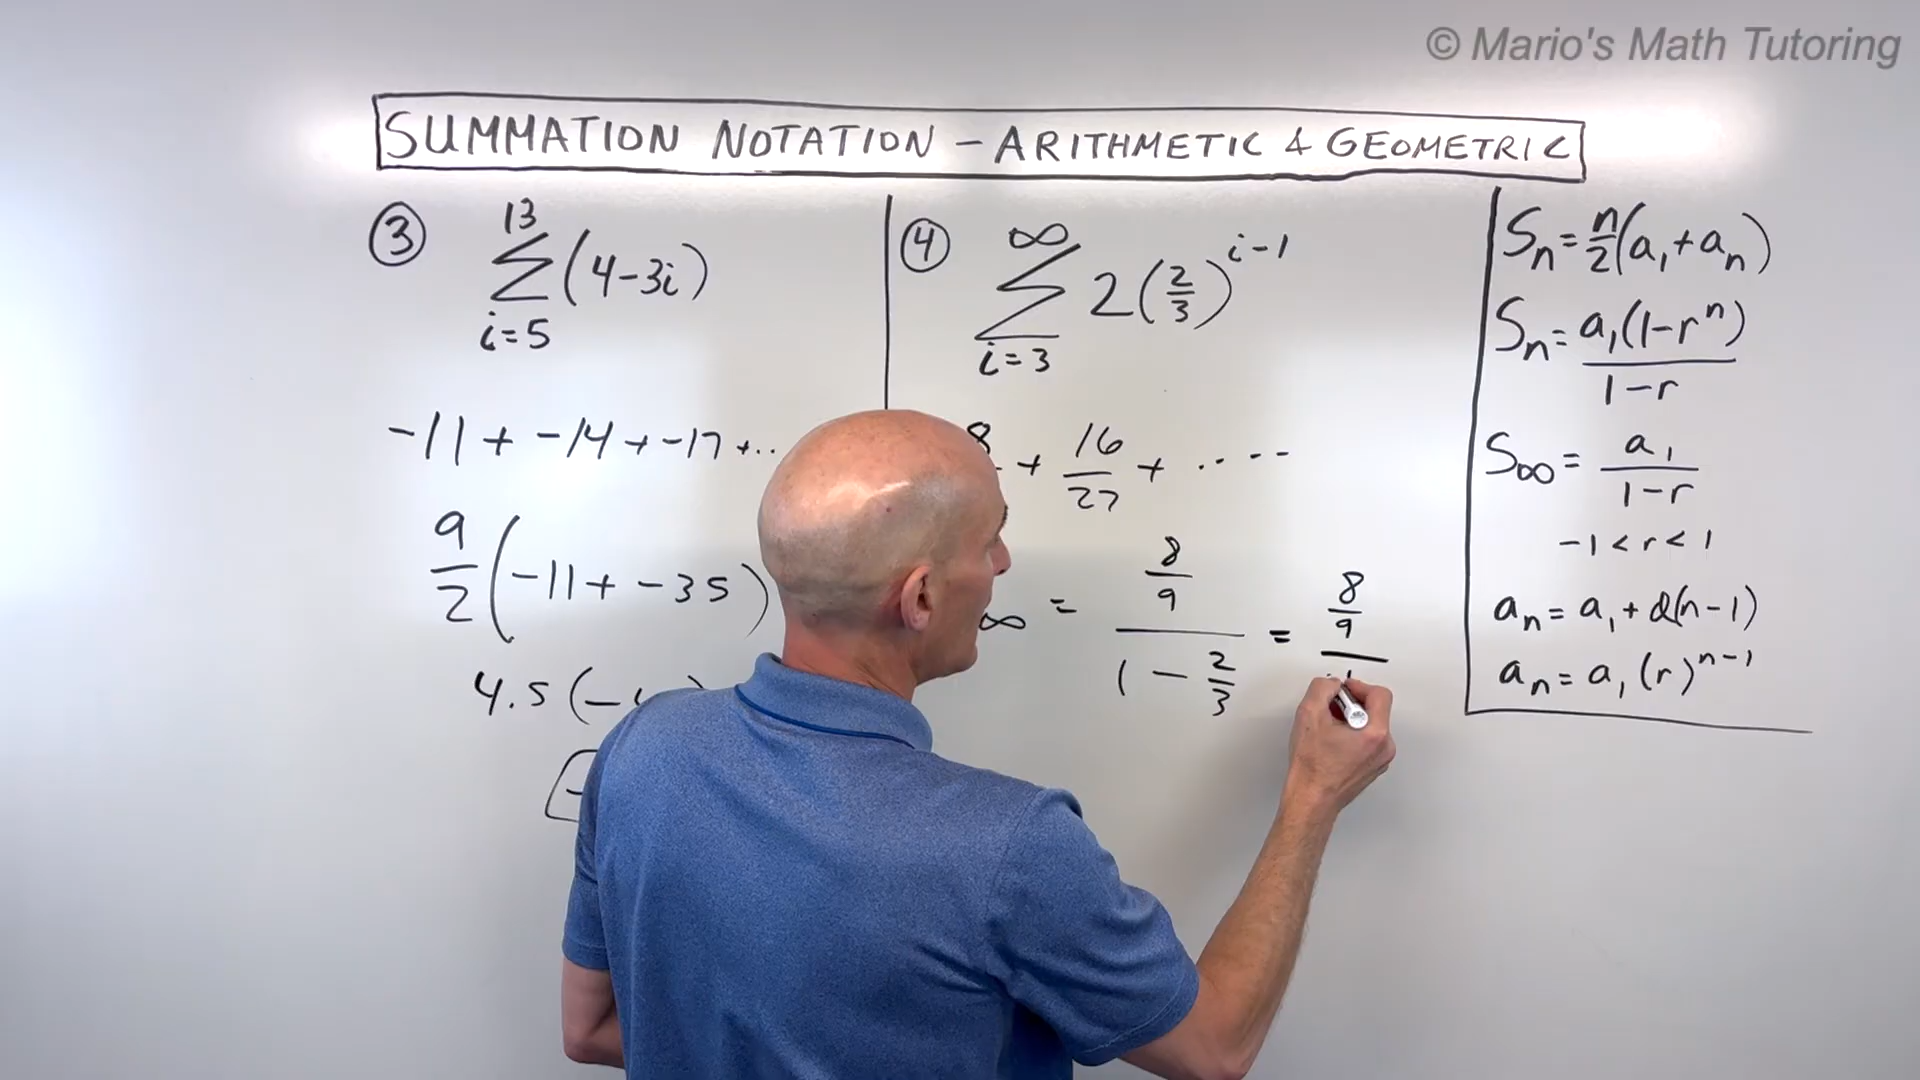 © Mario's Math Tutoring
SUMMATION NOTATION – ARITHMETIC & GEOMETRIC
③ 13 ∑ i=5 (4-3i)
-11 + -14 + -17 + ..
9/2 (-11 + -35)
4.5 (-
④ ∞ ∑ i=3 2(2/3)^{i-1}
8 + 16/27 + .....
∞ = 8/9 / (1 - 2/3) = 8/9
Sn = n/2 (a₁ + an)
Sn = a₁(1-rⁿ) / 1-r
S∞ = a₁ / 1-r
-1 < r < 1
an = a₁ + d(n-1)
an = a₁ (r)^{n-1}